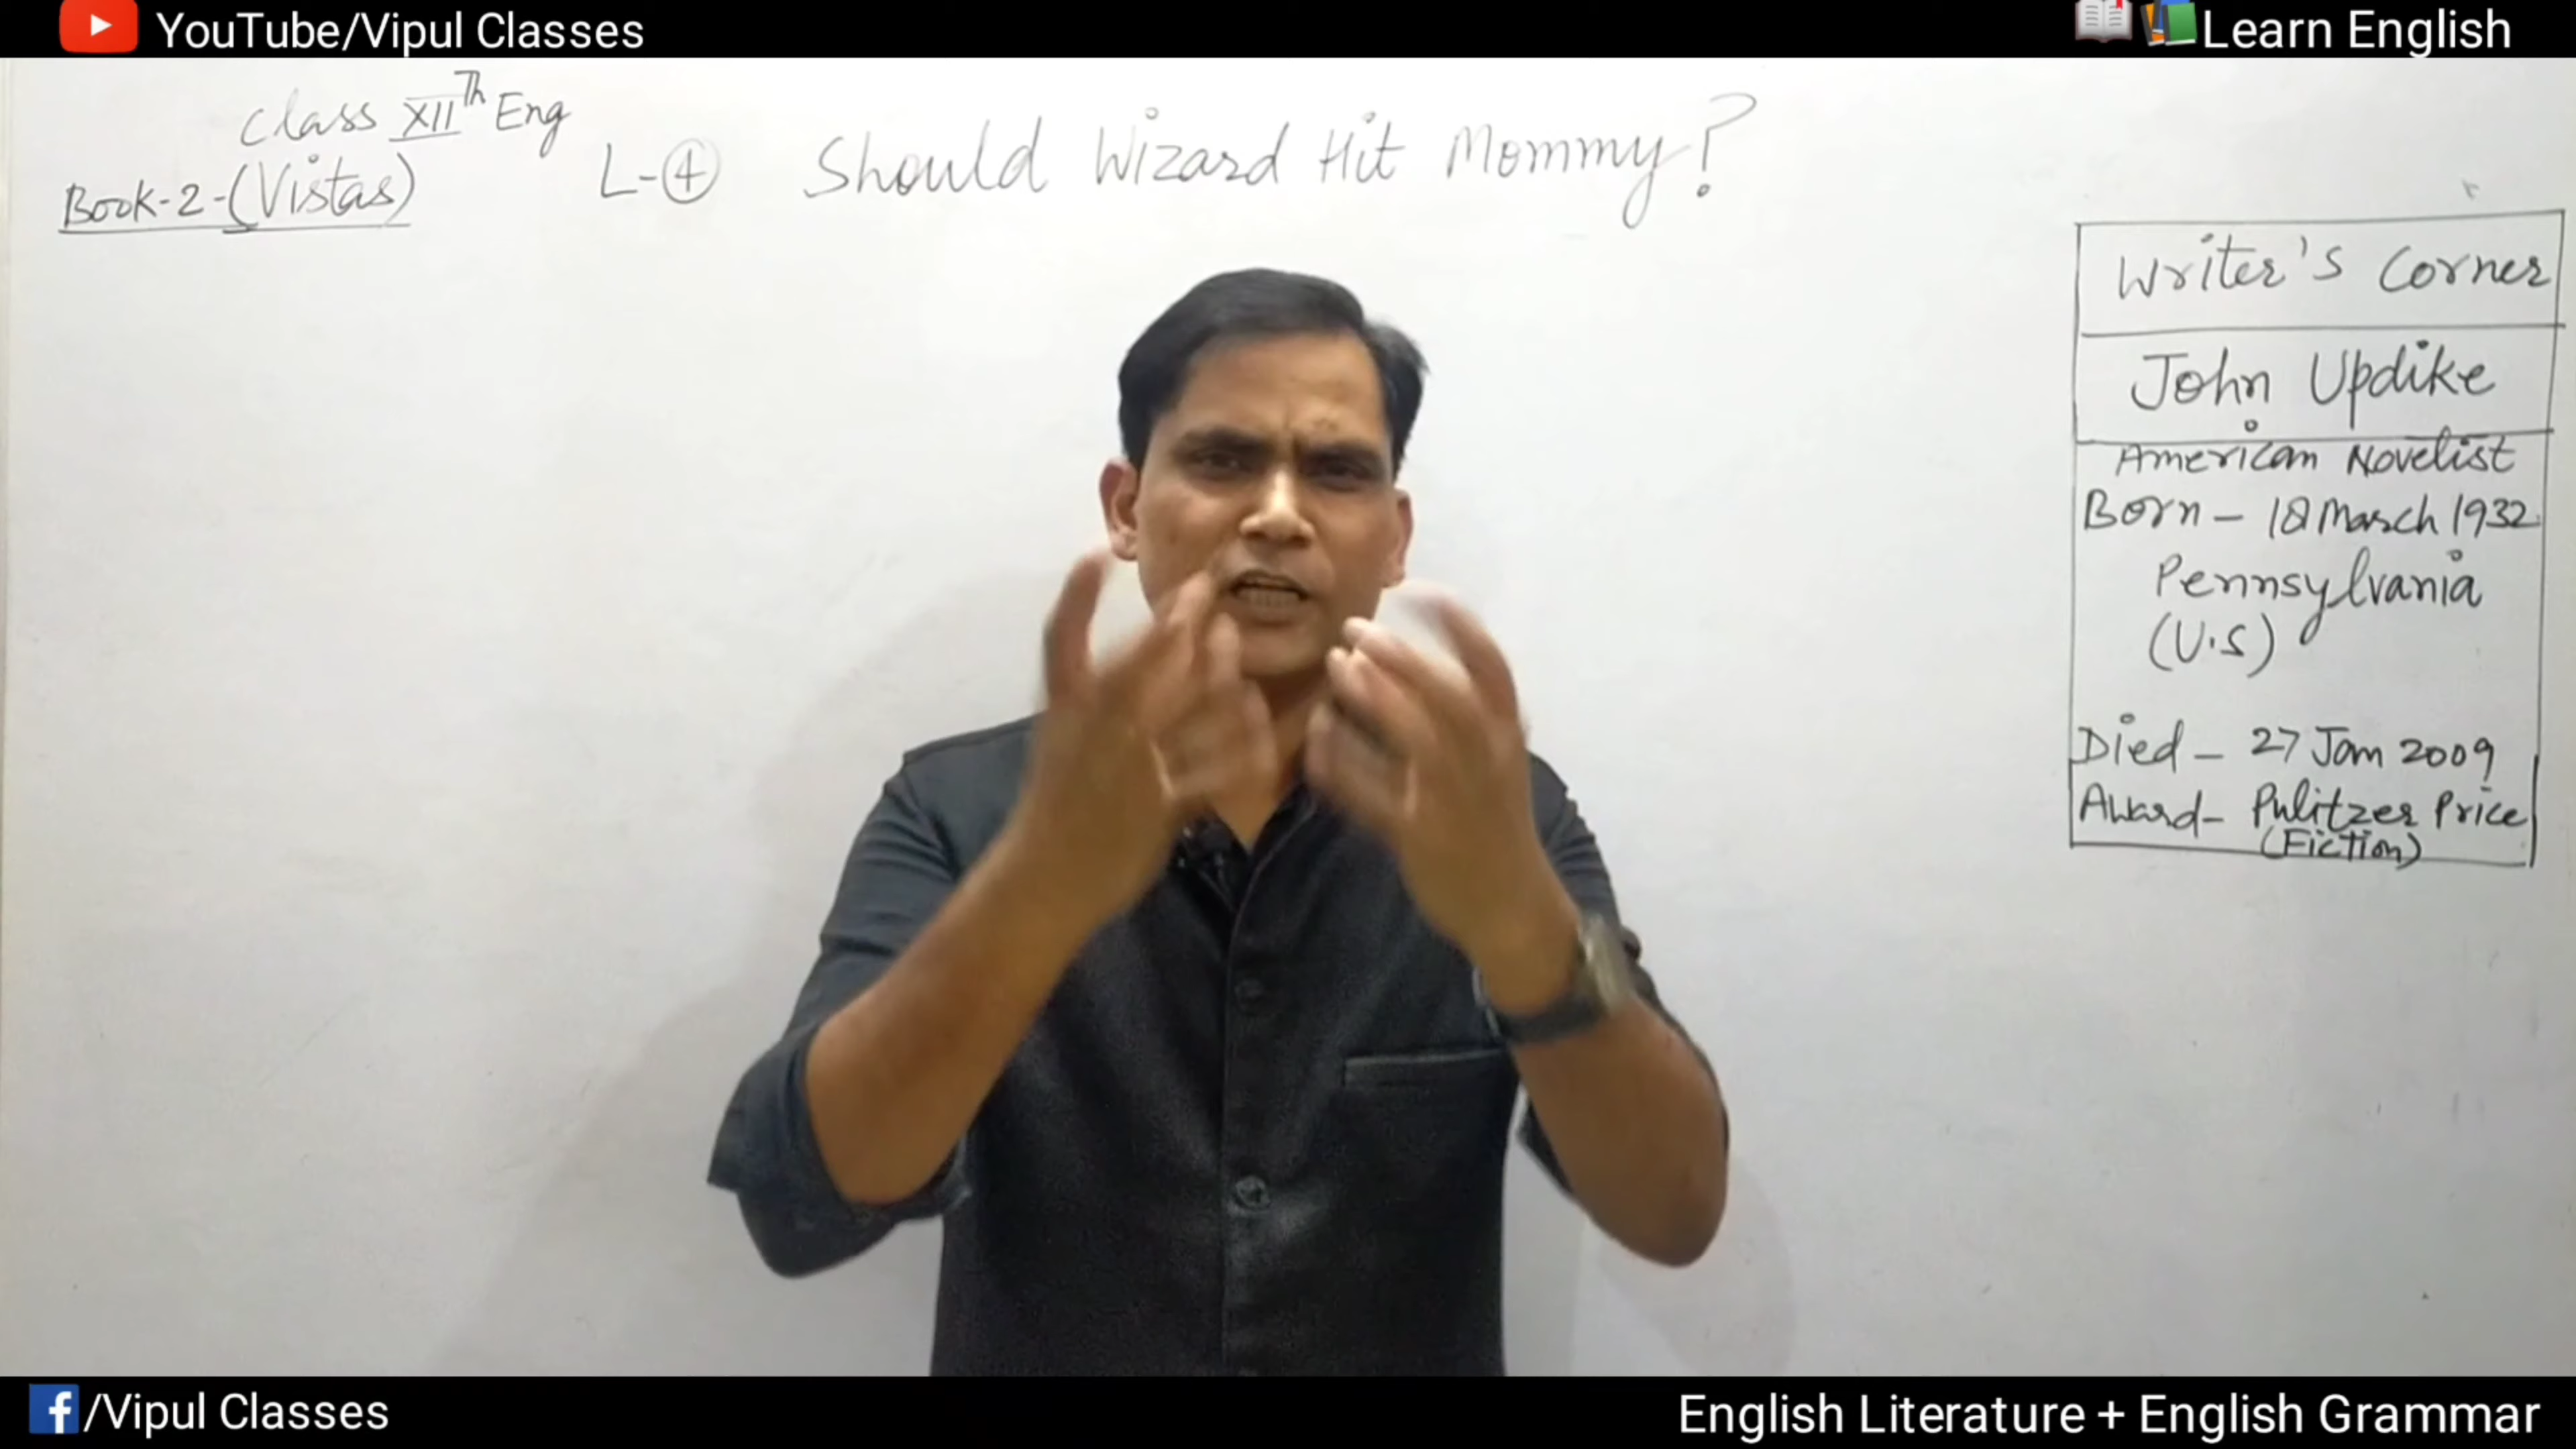 YouTube/Vipul Classes
Learn English
Class XIIth Eng
Book-2-(Vistas)
L-④ Should Wizard Hit Mommy?
Writer's Corner
John Updike
American Novelist
Born - 18 March 1932
Pennsylvania
(U.S)
Died - 27 Jan 2009
Award- Pulitzer Price
(Fiction)
f/Vipul Classes
English Literature + English Grammar